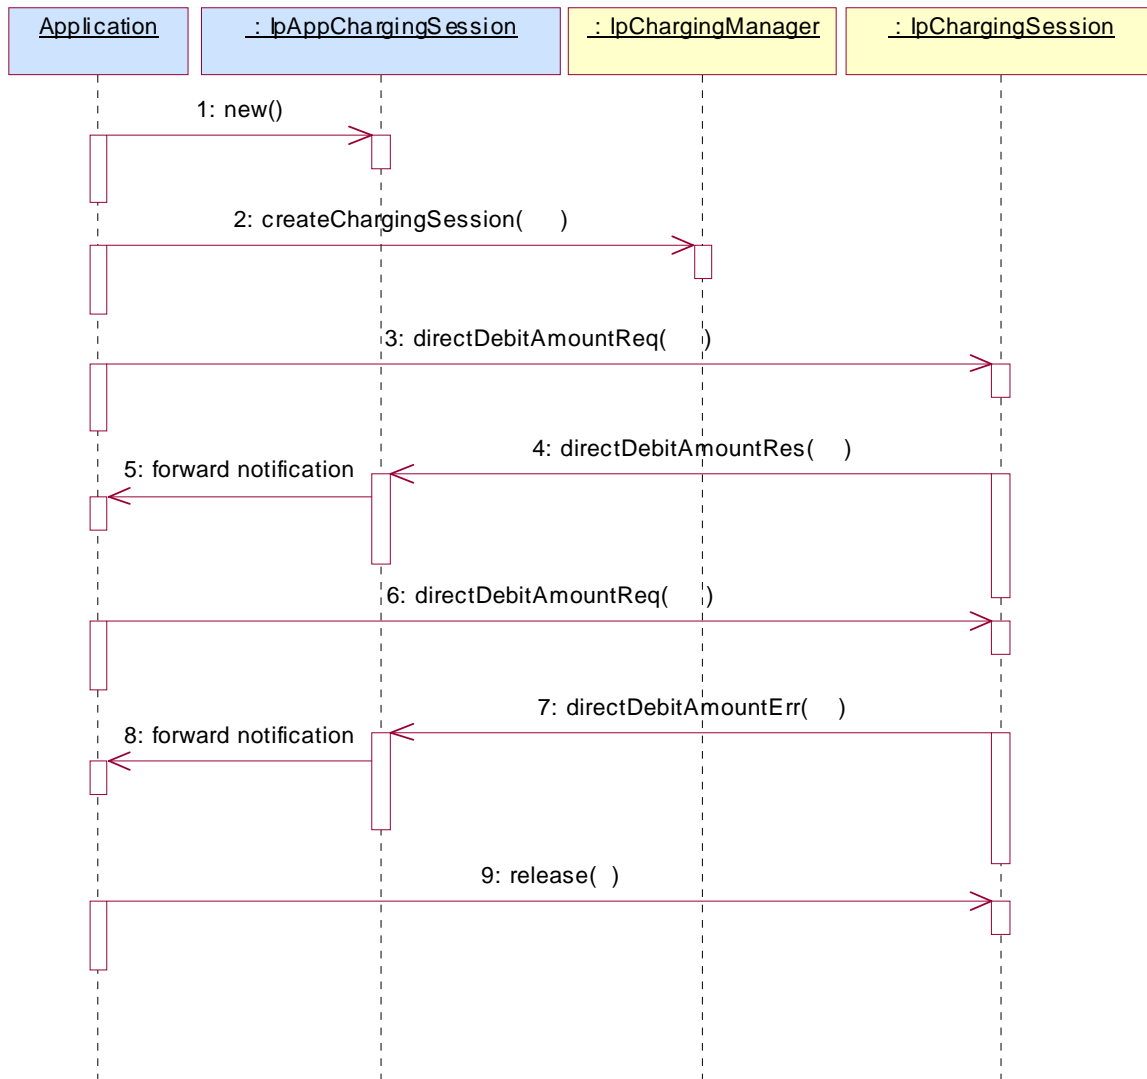 Application
: IpAppChargingSession
: IpChargingManager
: IpChargingSession
1: new()
2: createChargingSession( )
3: directDebitAmountReq( )
4: directDebitAmountRes( )
5: forward notification
6: directDebitAmountReq( )
7: directDebitAmountErr( )
8: forward notification
9: release( )